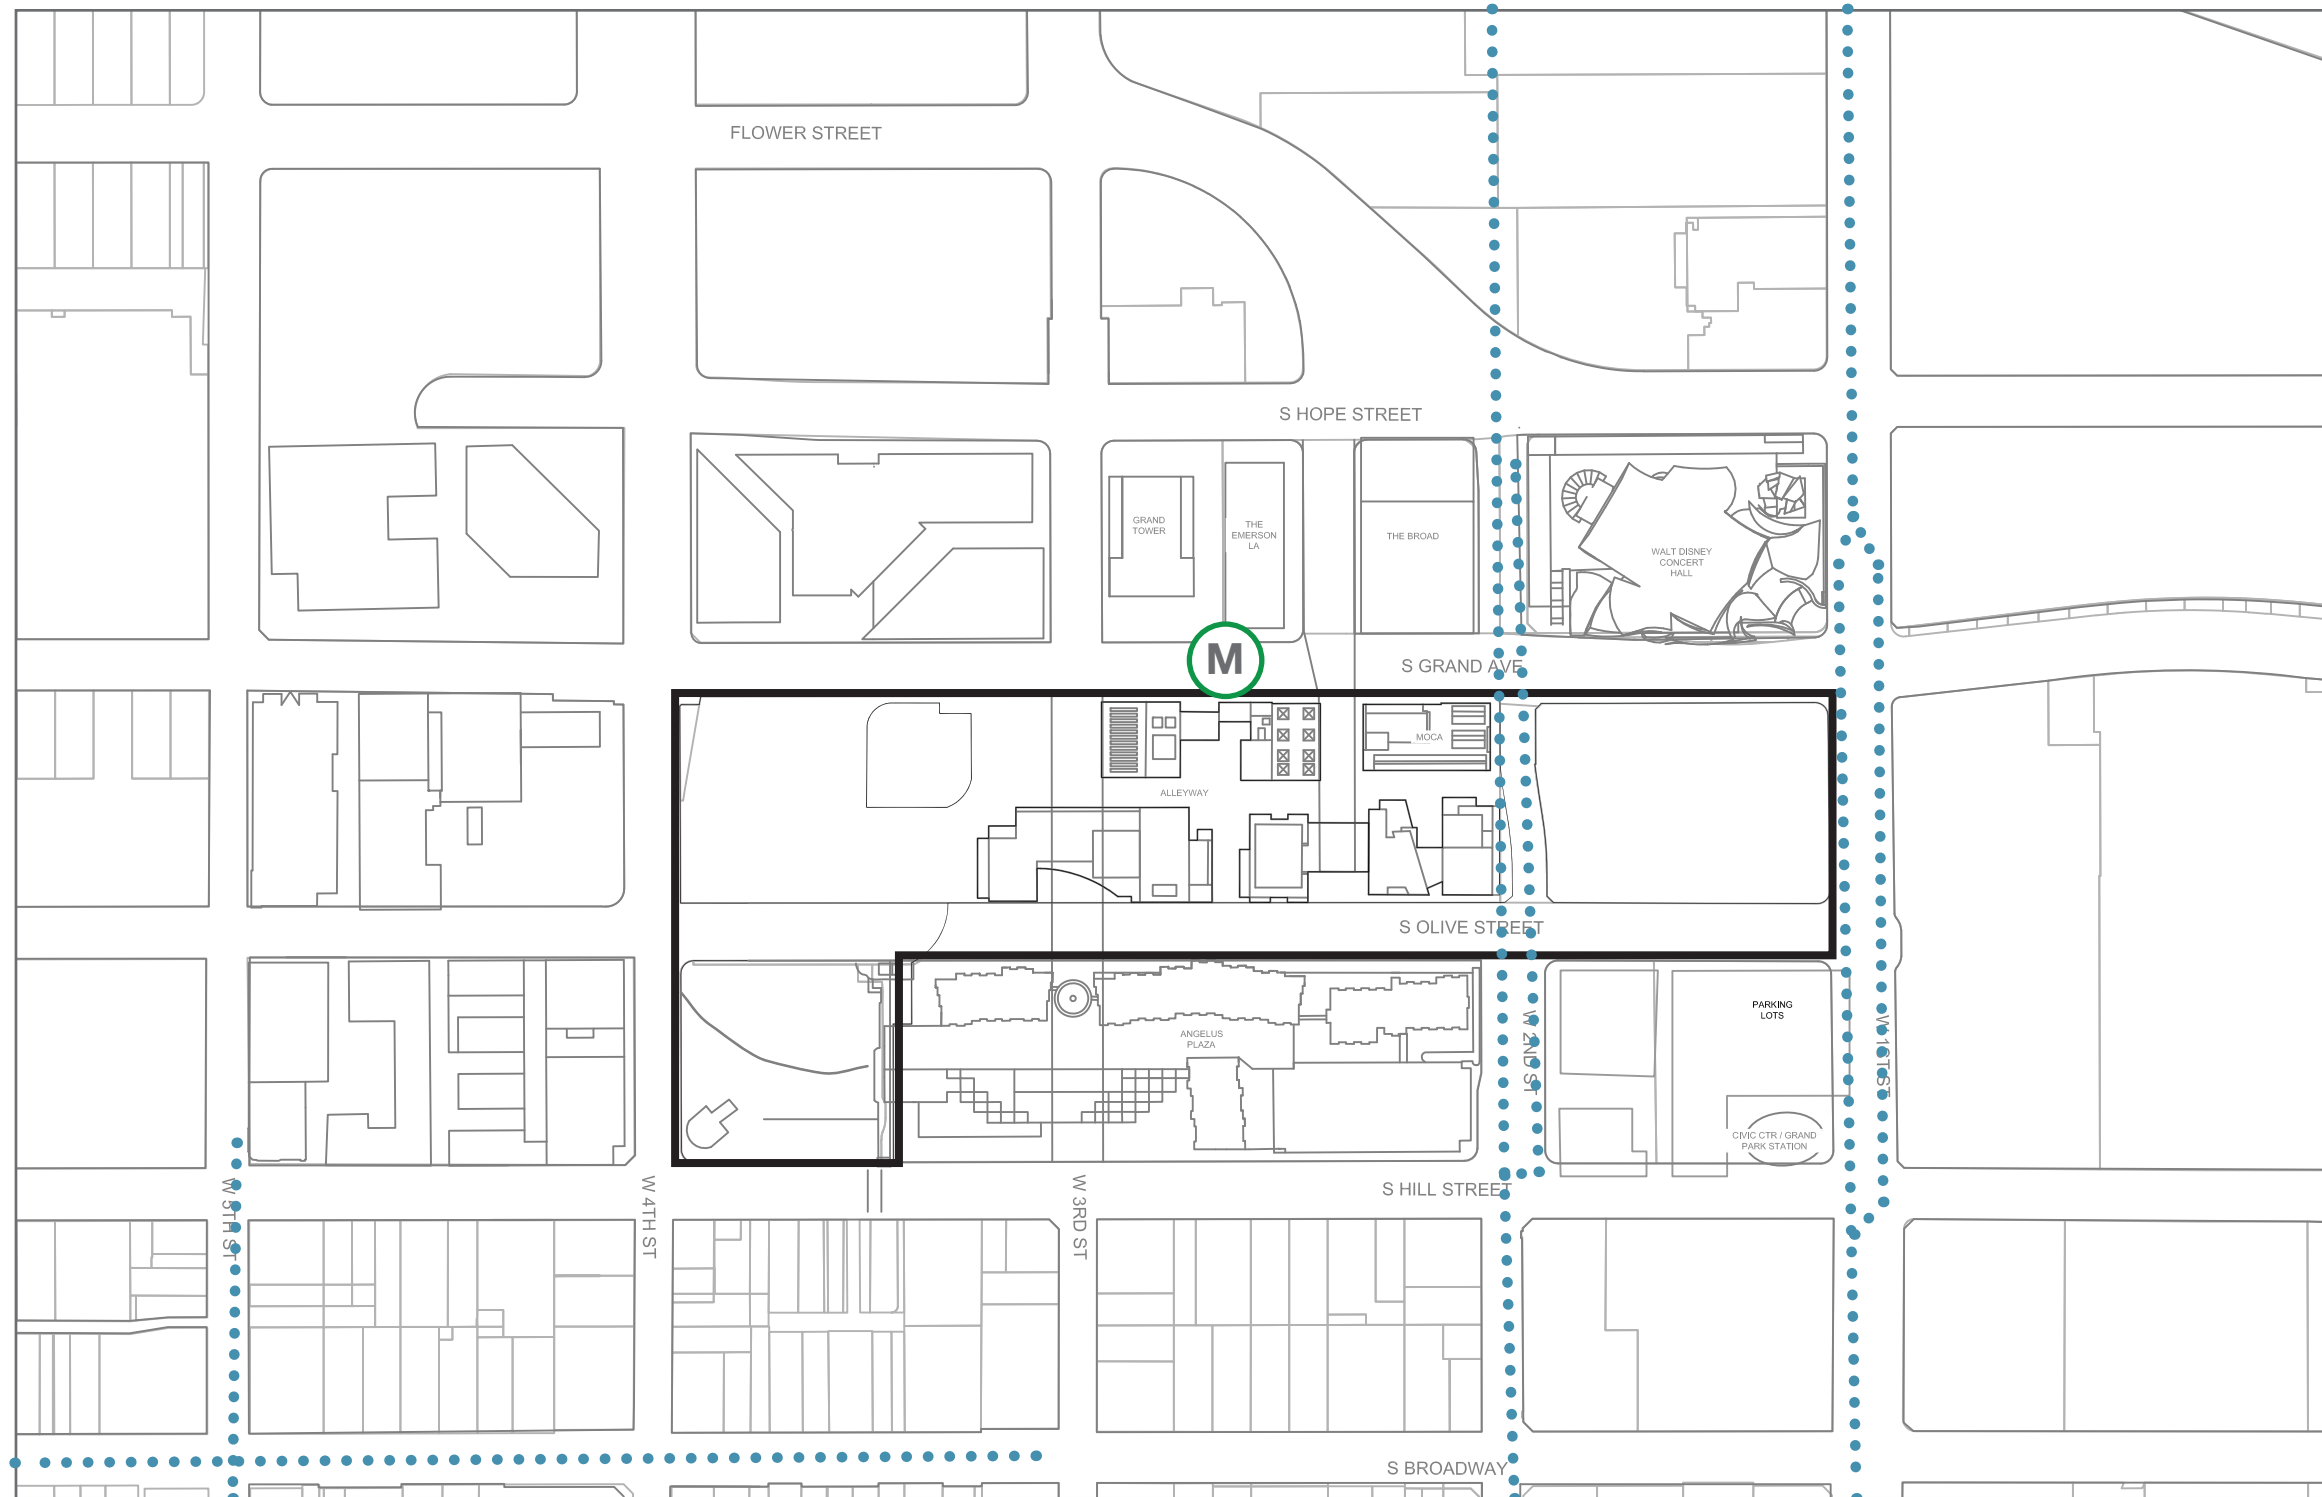 FLOWER STREET
S HOPE STREET
GRAND
TOWER
THE
EMERSON
LA
THE BROAD
WALT DISNEY
CONCERT
HALL
M
S GRAND AVE
MOCA
ALLEYWAY
S OLIVE STREET
PARKING
LOTS
ANGELUS
PLAZA
W 2ND ST
W 1ST ST
CIVIC CTR / GRAND
PARK STATION
W 5TH ST
W 4TH ST
W 3RD ST
S HILL STREET
S BROADWAY